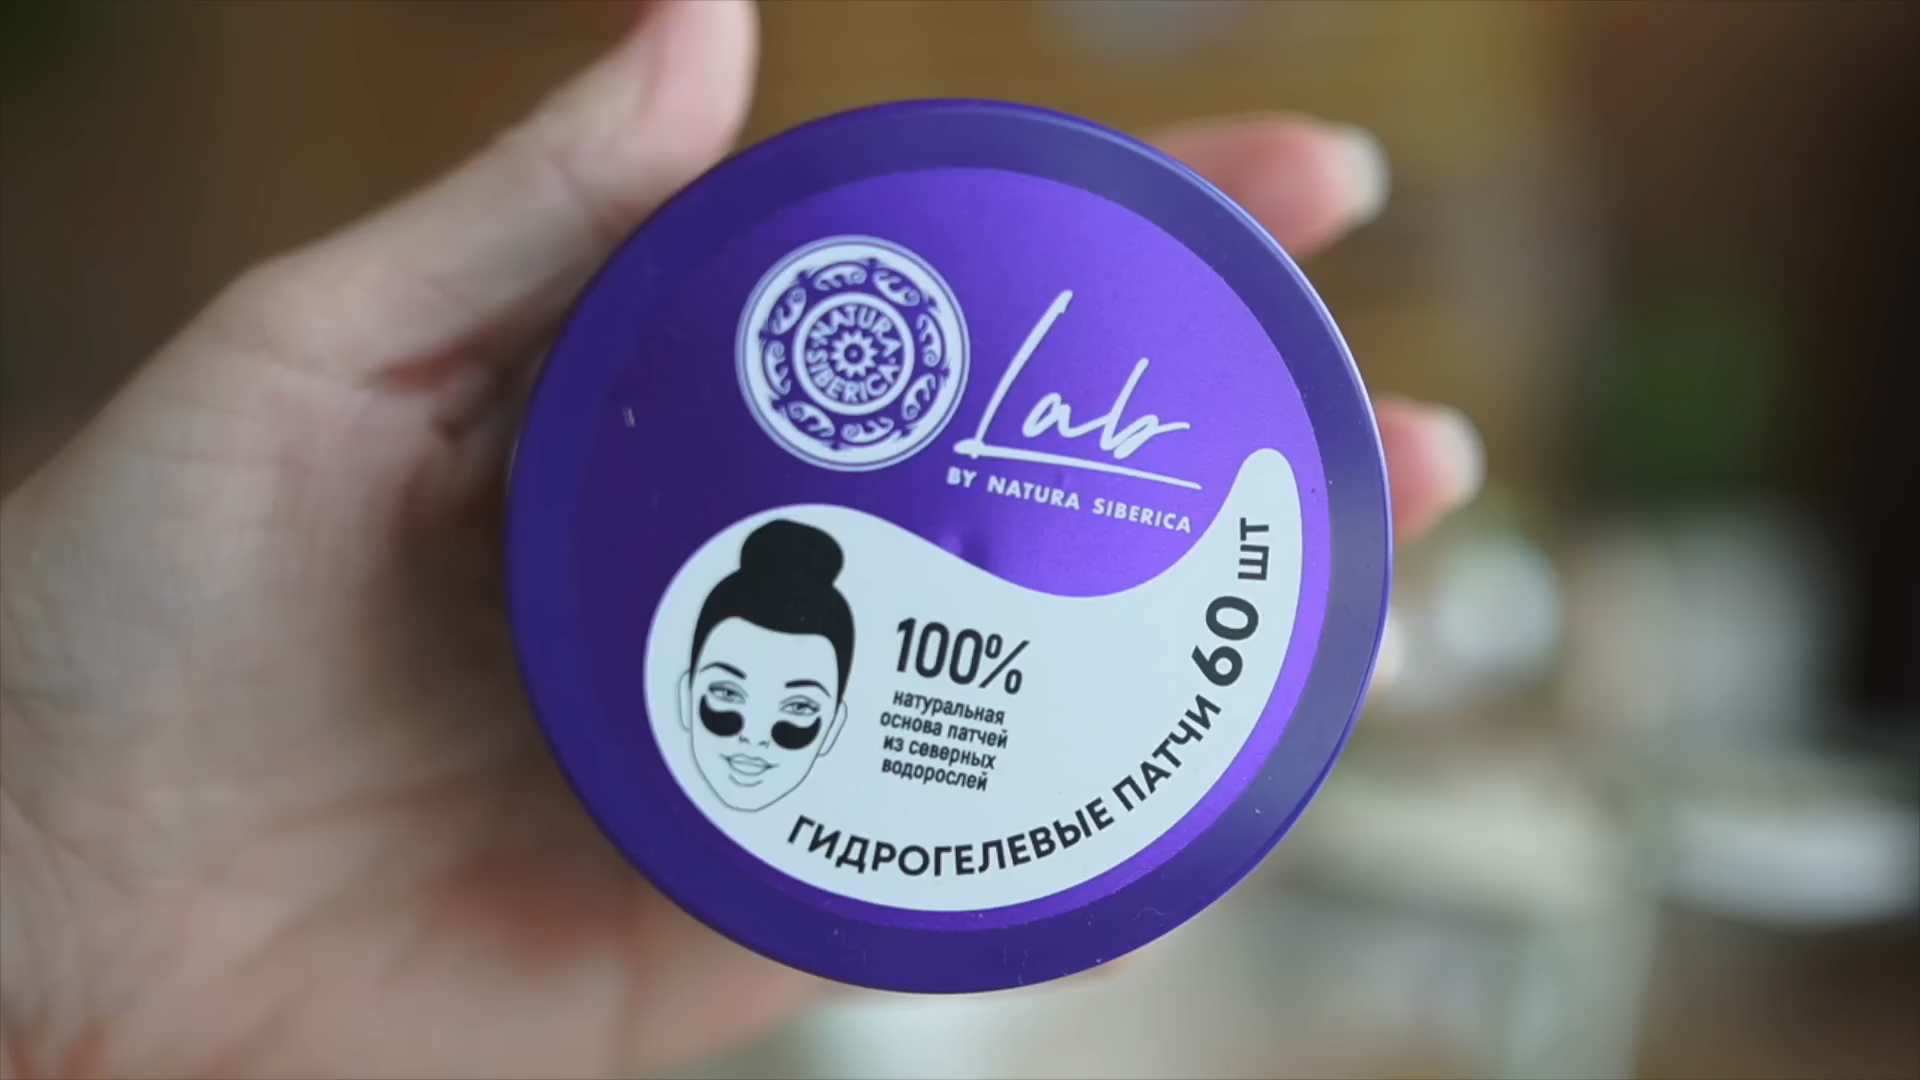 NATURA
SIBERICA
Lab
BY NATURA SIBERICA
100%
натуральная
основа патчей
из северных
водорослей
ГИДРОГЕЛЕВЫЕ ПАТЧИ 60 ШТ